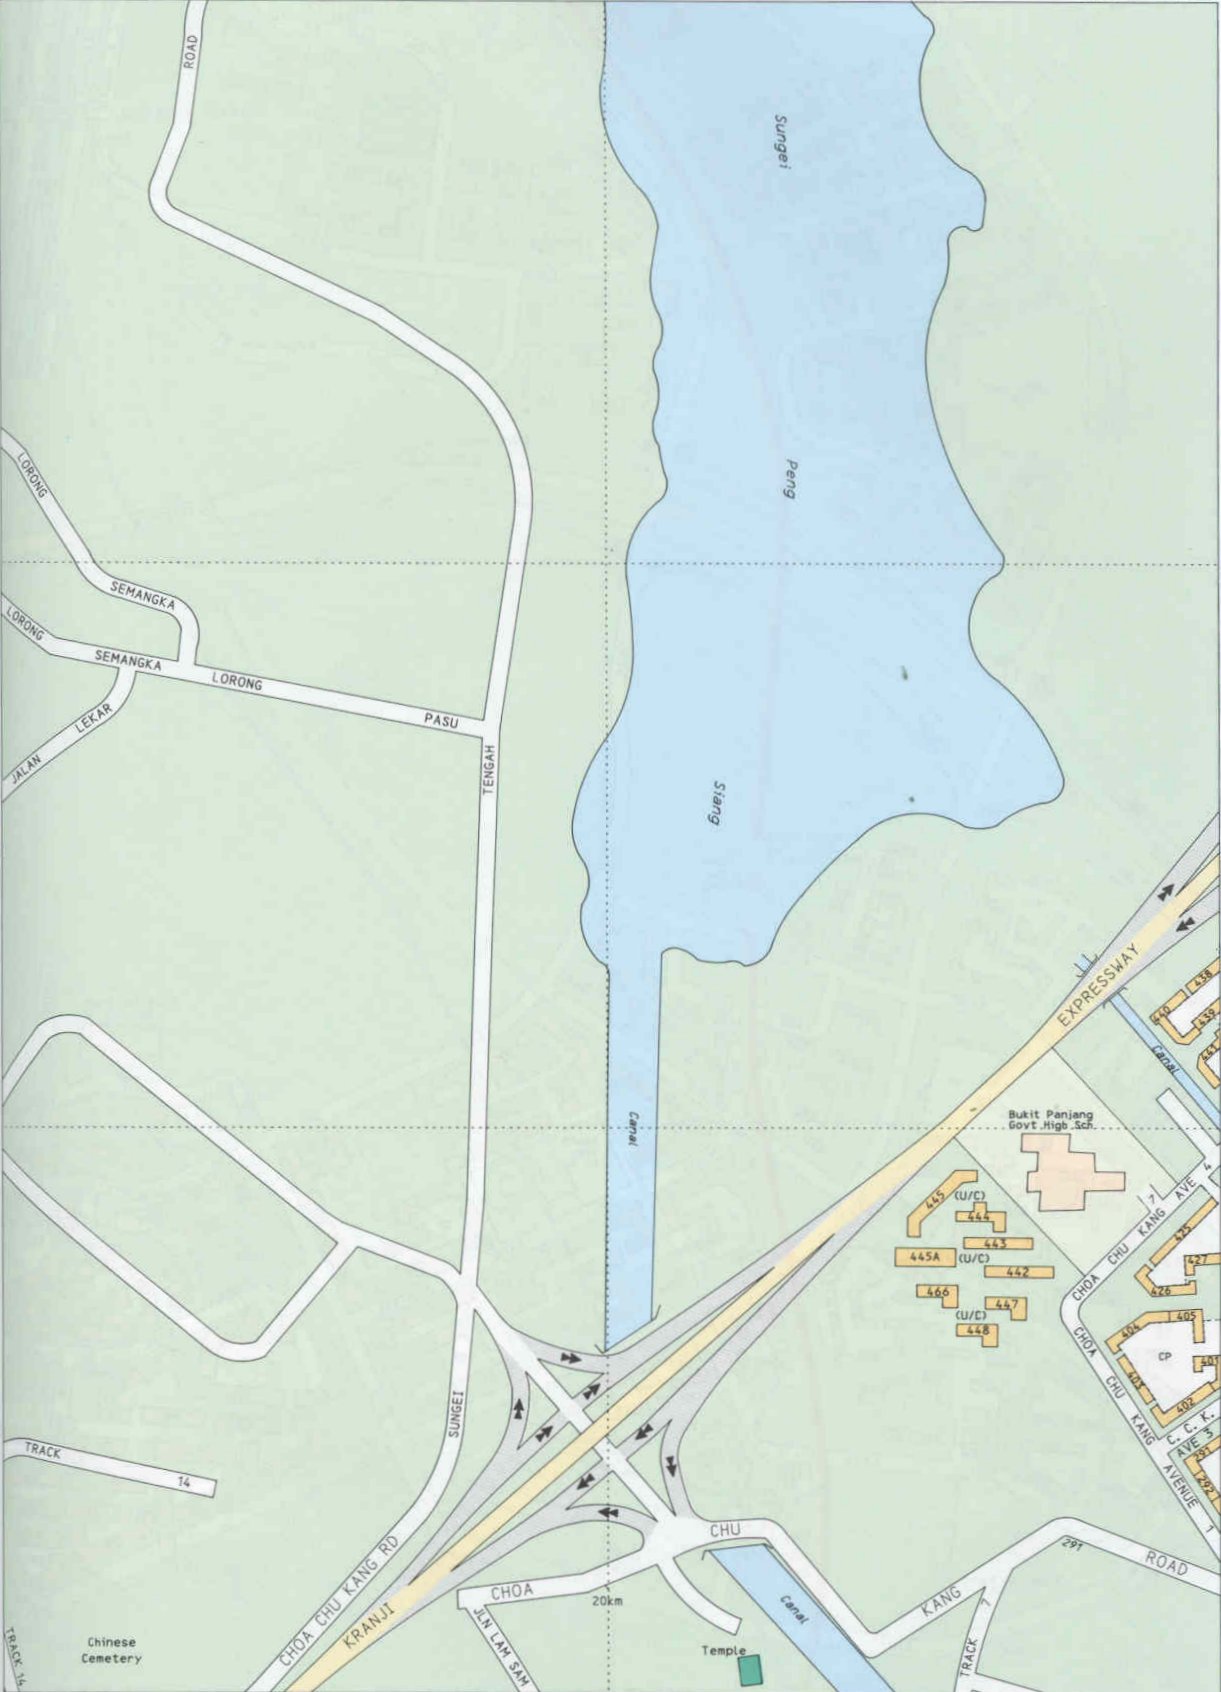 ROAD
Sungei
Peng
Siang
LORONG
SEMANGKA
LORONG
SEMANGKA
LORONG
PASU
JALAN
LEKAR
TENGAH
EXPRESSWAY
438
440
439
441
Canal
Canal
Bukit Panjang
Govt High Sch
445
(U/C)
444
443
445A
(U/C)
442
466
447
(U/C)
448
7
CHOA CHU KANG AVE 4
425
427
426
404
405
CP
403
401
402
C. C. K.
AVE 3
291
292
CHOA CHU KANG AVENUE 1
SUNGEI
TRACK
14
CHOA CHU KANG RD
KRANJI
CHOA
CHU
KANG
ROAD
291
20km
JLN LAM SAM
Canal
Temple
TRACK 7
Chinese
Cemetery
TRACK 14